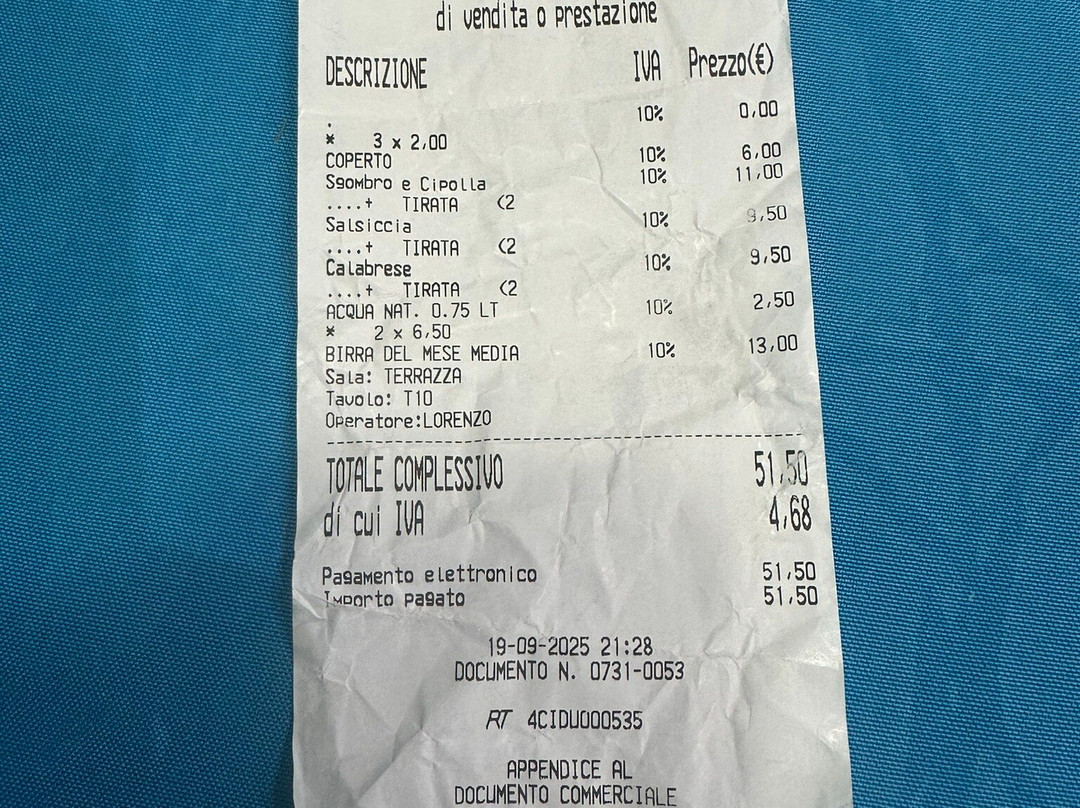 di vendita o prestazione
DESCRIZIONE IVA Prezzo(€)
. 10% 0,00
* 3 x 2,00
COPERTO 10% 6,00
Sgombro e Cipolla 10% 11,00
....+ TIRATA (2
Salsiccia 10% 9,50
....+ TIRATA (2
Calabrese 10% 9,50
....+ TIRATA (2
ACQUA NAT. 0.75 LT 10% 2,50
* 2 x 6,50
BIRRA DEL MESE MEDIA 10% 13,00
Sala: TERRAZZA
Tavolo: T10
Operatore:LORENZO
TOTALE COMPLESSIVO 51,50
di cui IVA 4,68
Pagamento elettronico 51,50
Importo pagato 51,50
19-09-2025 21:28
DOCUMENTO N. 0731-0053
RT 4CIDU000535
APPENDICE AL
DOCUMENTO COMMERCIALE